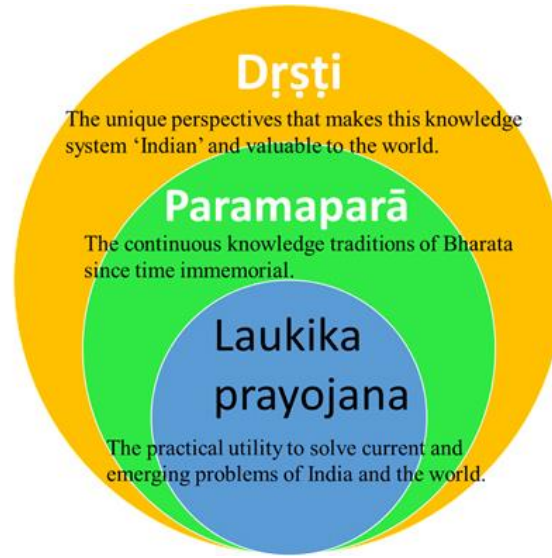 Dṛṣṭi
The unique perspectives that makes this knowledge
system ‘Indian’ and valuable to the world.
Paramaparā
The continuous knowledge traditions of Bharata
since time immemorial.
Laukika
prayojana
The practical utility to solve current and
emerging problems of India and the world.